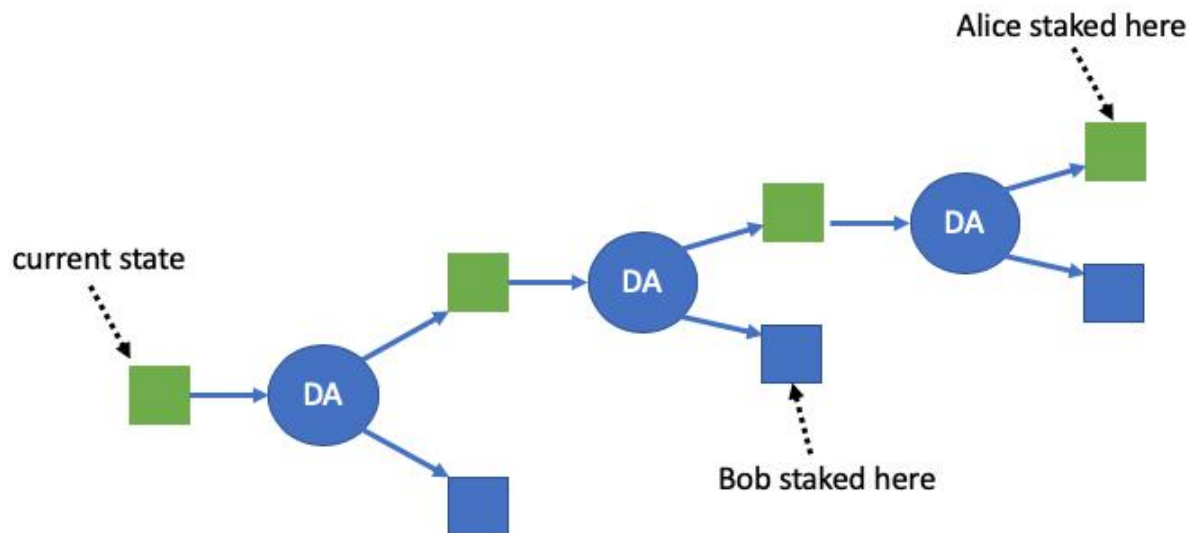 Alice staked here
DA
DA
current state
DA
Bob staked here